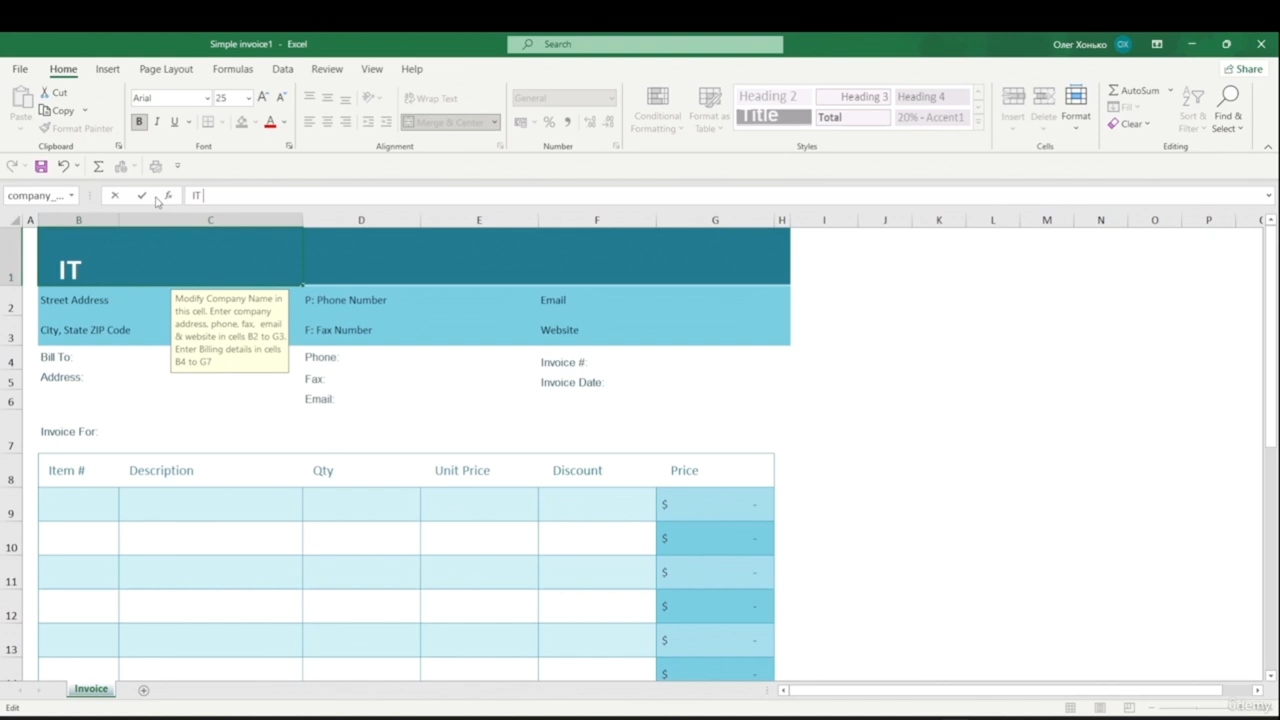 Simple invoice1 - Excel
Search
Олег Хонько
ОХ
File Home Insert Page Layout Formulas Data Review View Help
Share
Paste
Cut
Copy
Format Painter
Clipboard
Arial
25
B I U
Font
Wrap Text
Merge & Center
Alignment
General
Number
Conditional Formatting
Format as Table
Heading 2
Heading 3
Heading 4
Title
Total
20% - Accent1
Styles
Insert
Delete
Format
Cells
AutoSum
Fill
Clear
Sort & Filter
Find & Select
Editing
company_...
fx
IT
A B C D E F G H I J K L M N O P
1
IT
2
Street Address
P: Phone Number
Email
3
City, State ZIP Code
F: Fax Number
Website
Modify Company Name in
this cell. Enter company
address, phone, fax, email
& website in cells B2 to G3.
Enter Billing details in cells
B4 to G7
4
Bill To:
Phone:
Invoice #:
5
Address:
Fax:
Invoice Date:
6
Email:
7
Invoice For:
8
Item # Description Qty Unit Price Discount Price
9
$ -
10
$ -
11
$ -
12
$ -
13
$ -
$ -
Invoice
Edit
ûdemy